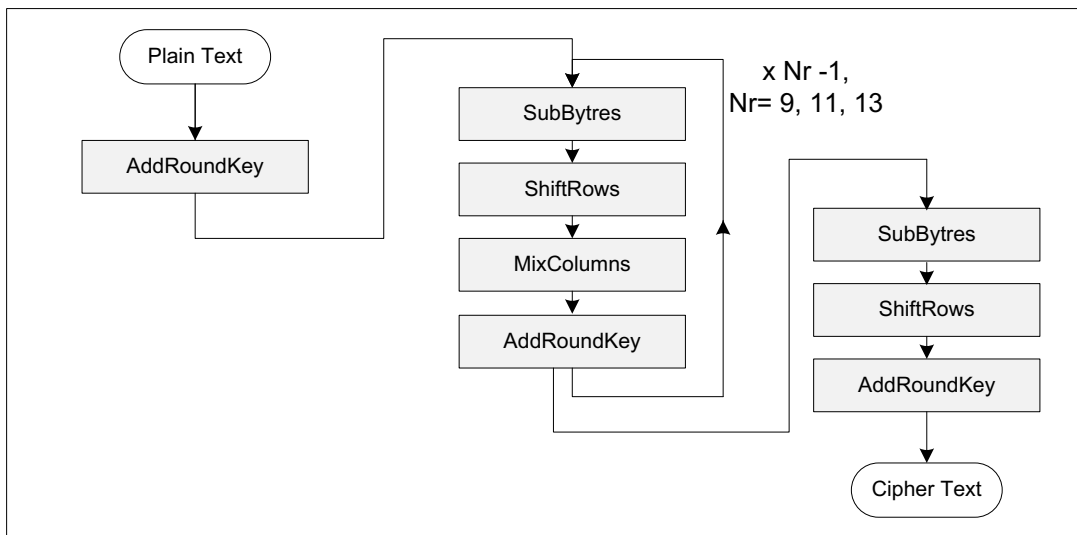 Plain Text
AddRoundKey
SubBytres
ShiftRows
MixColumns
AddRoundKey
x Nr -1,
Nr= 9, 11, 13
SubBytres
ShiftRows
AddRoundKey
Cipher Text